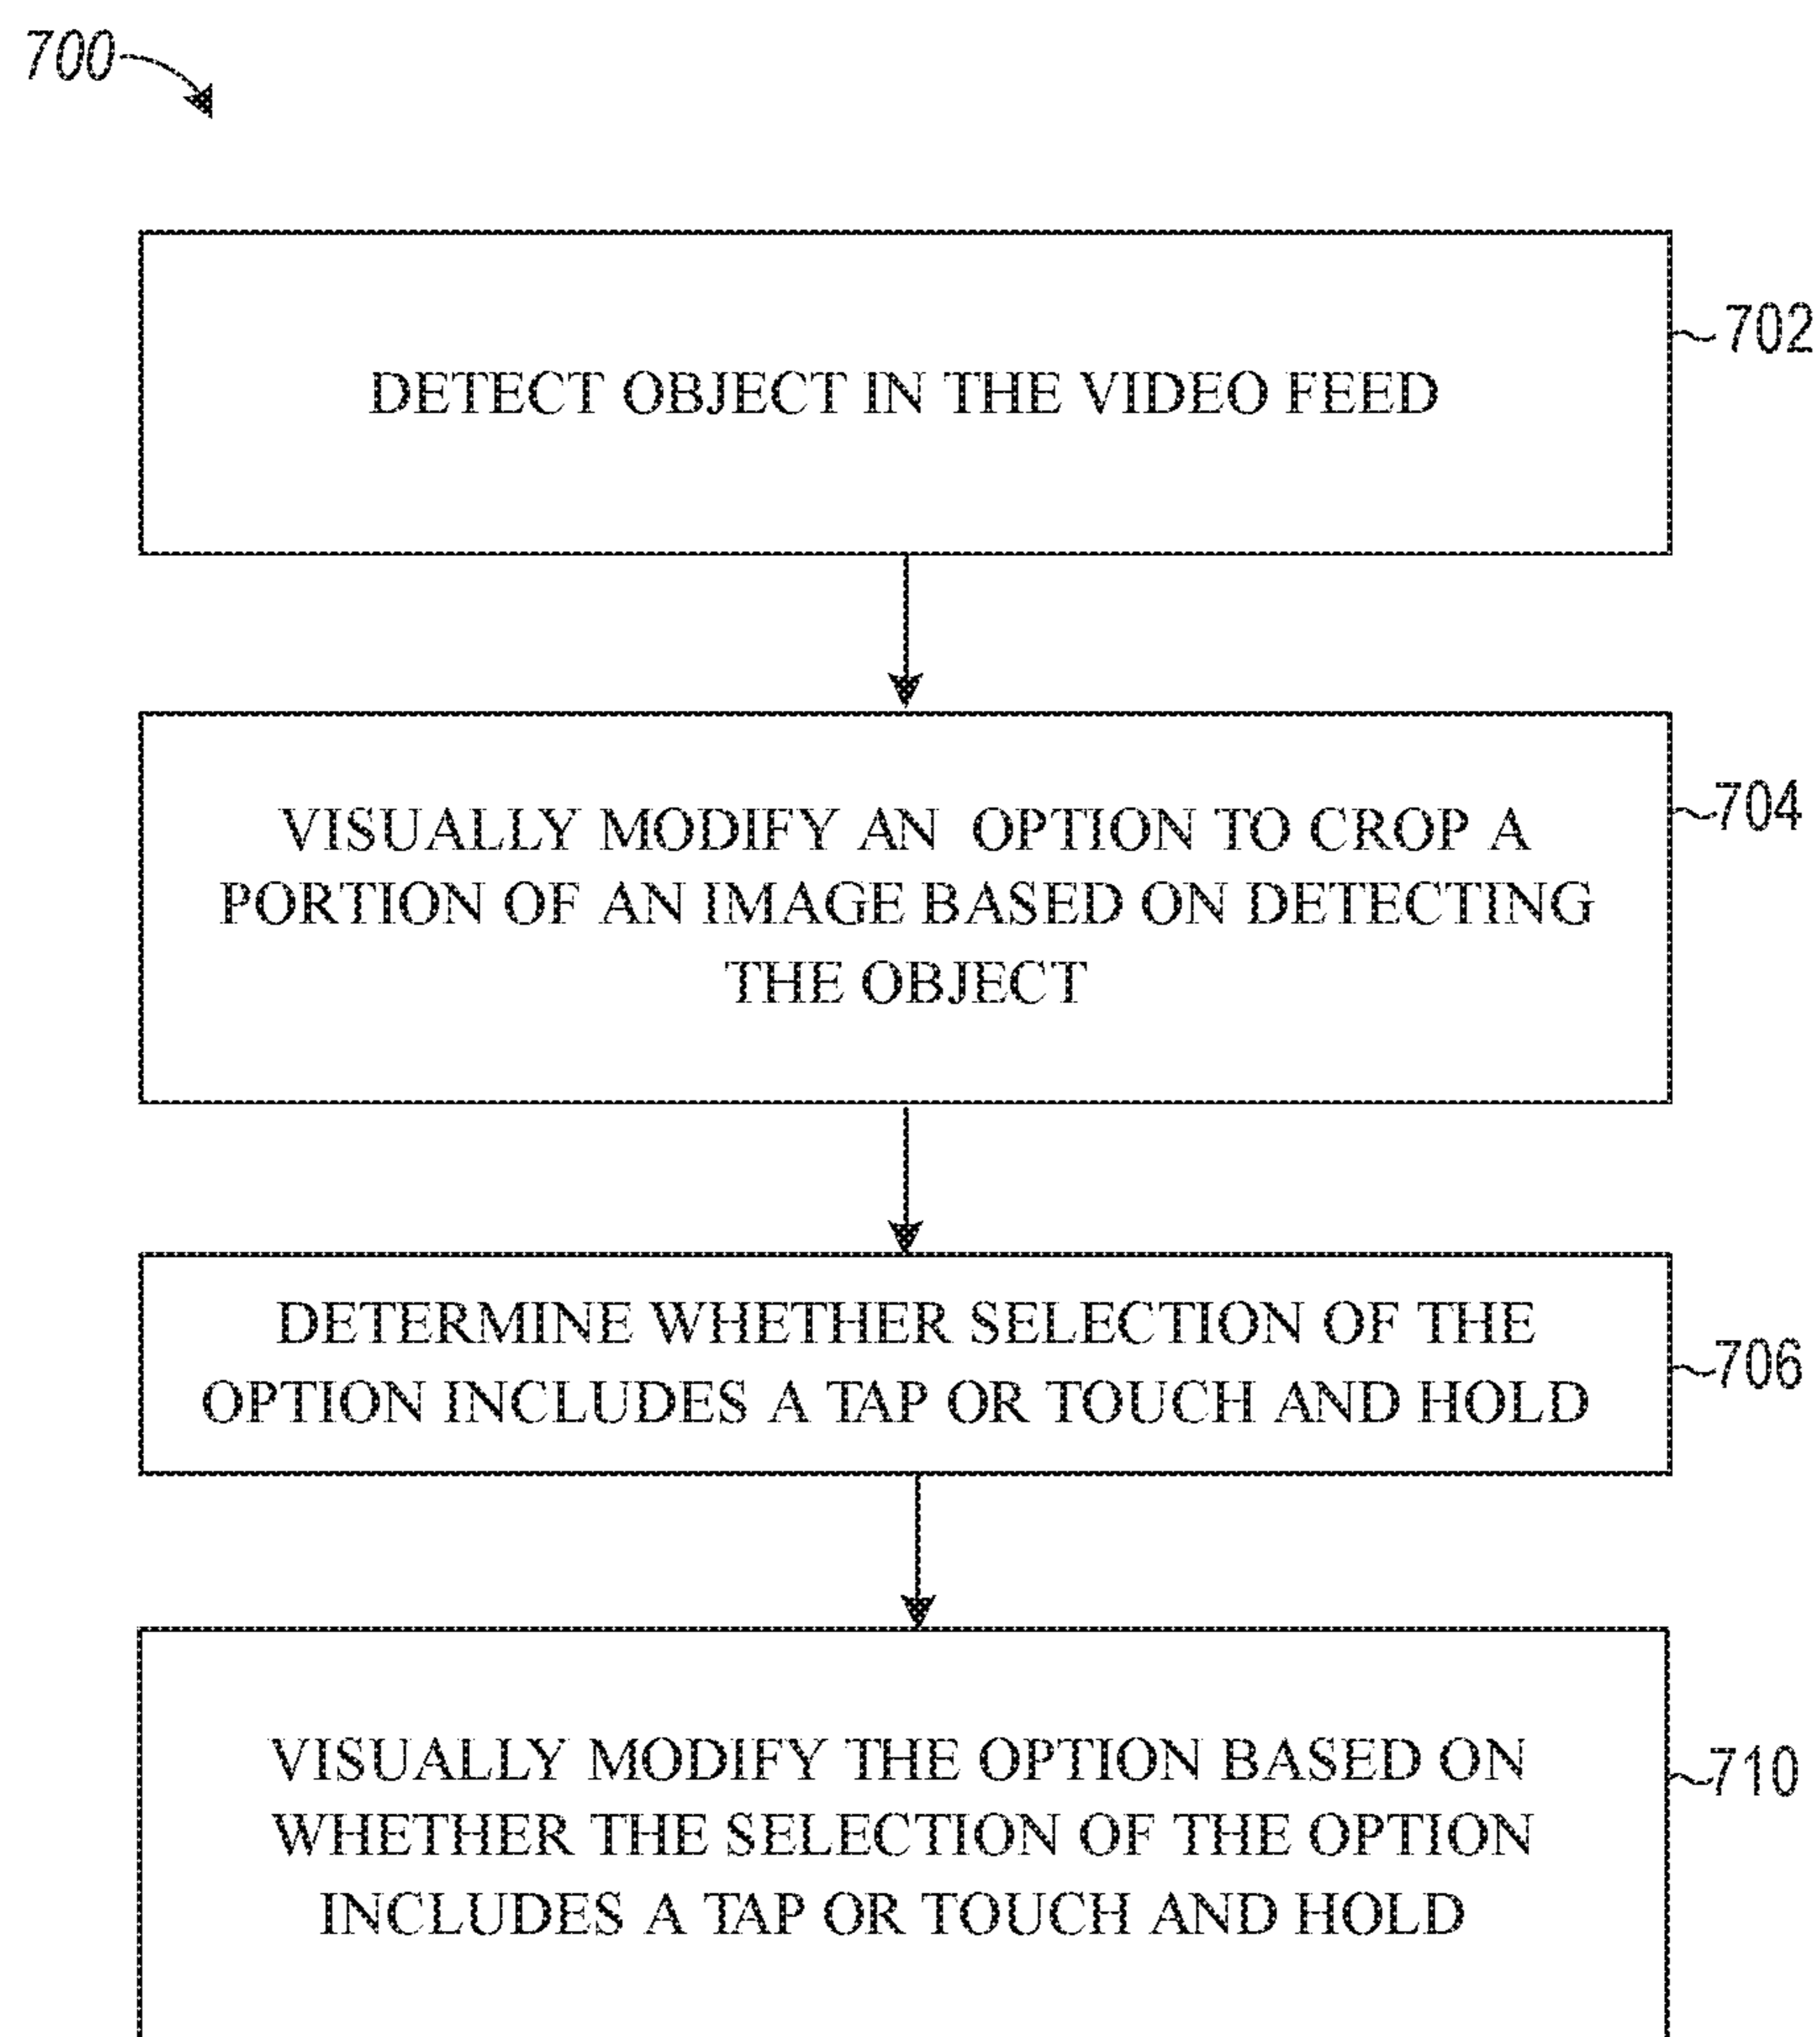 700
DETECT OBJECT IN THE VIDEO FEED
702
VISUALLY MODIFY AN OPTION TO CROP A
PORTION OF AN IMAGE BASED ON DETECTING
THE OBJECT
704
DETERMINE WHETHER SELECTION OF THE
OPTION INCLUDES A TAP OR TOUCH AND HOLD
706
VISUALLY MODIFY THE OPTION BASED ON
WHETHER THE SELECTION OF THE OPTION
INCLUDES A TAP OR TOUCH AND HOLD
710